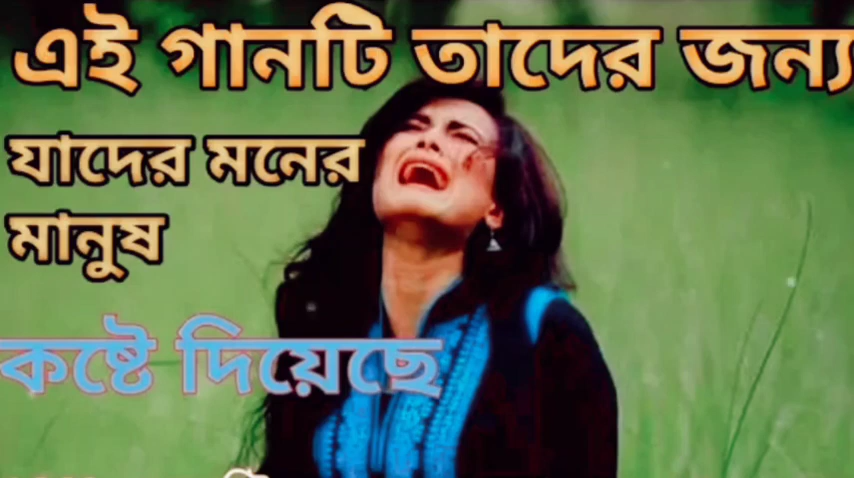 এই গানটি তাদের জন্য
যাদের মনের
মানুষ
কষ্টে দিয়েছে